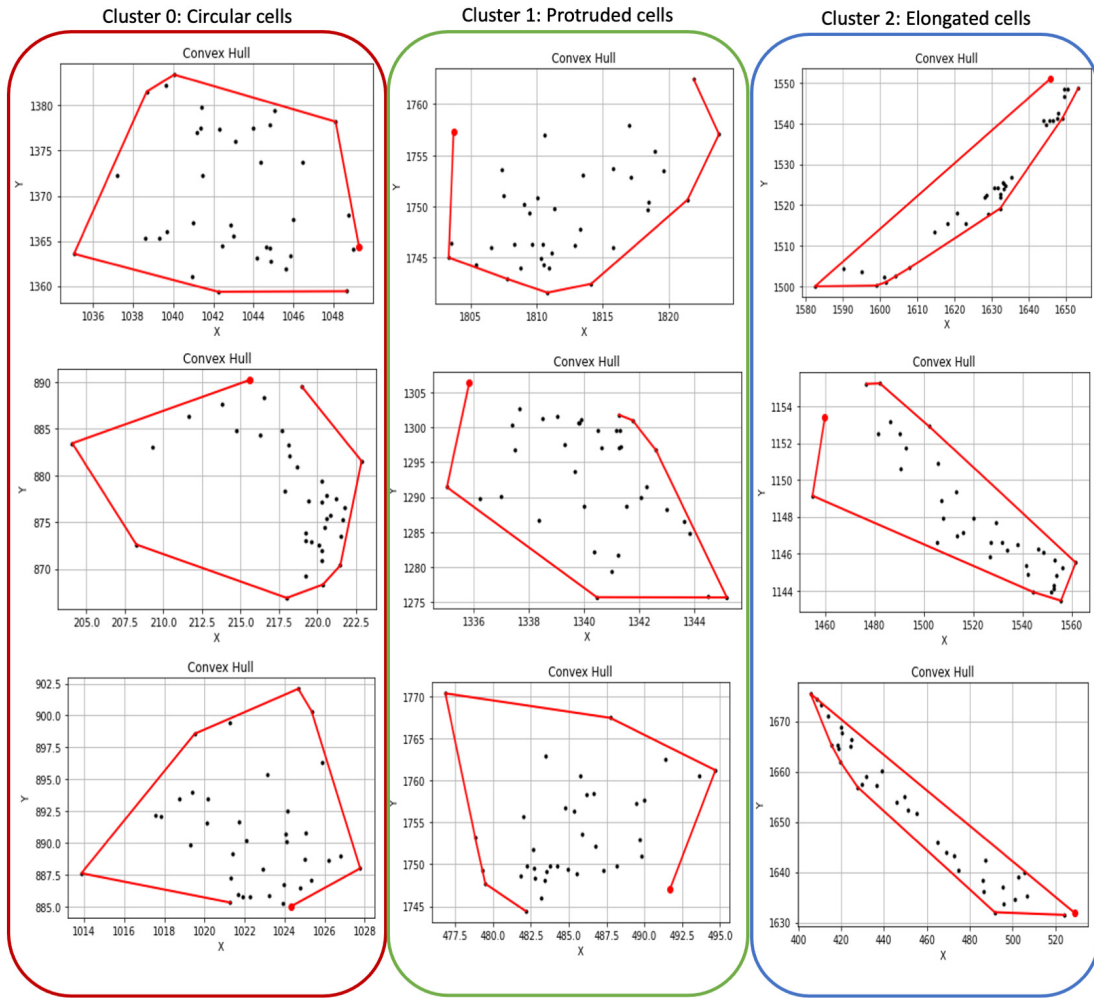 Cluster 0: Circular cells
Cluster 1: Protruded cells
Cluster 2: Elongated cells
Convex Hull
1380
1375
1370
1365
1360
Y
1036 1038 1040 1042 1044 1046 1048
X
Convex Hull
1760
1755
1750
1745
Y
1805 1810 1815 1820
X
Convex Hull
1550
1540
1530
1520
1510
1500
Y
1580 1590 1600 1610 1620 1630 1640 1650
X
Convex Hull
890
885
880
875
870
Y
205.0 207.5 210.0 212.5 215.0 217.5 220.0 222.5
X
Convex Hull
1305
1300
1295
1290
1285
1280
1275
Y
1336 1338 1340 1342 1344
X
Convex Hull
1154
1152
1150
1148
1146
1144
Y
1460 1480 1500 1520 1540 1560
X
Convex Hull
902.5
900.0
897.5
895.0
892.5
890.0
887.5
885.0
Y
1014 1016 1018 1020 1022 1024 1026 1028
X
Convex Hull
1770
1765
1760
1755
1750
1745
Y
477.5 480.0 482.5 485.0 487.5 490.0 492.5 495.0
X
Convex Hull
1670
1660
1650
1640
1630
Y
400 420 440 460 480 500 520
X